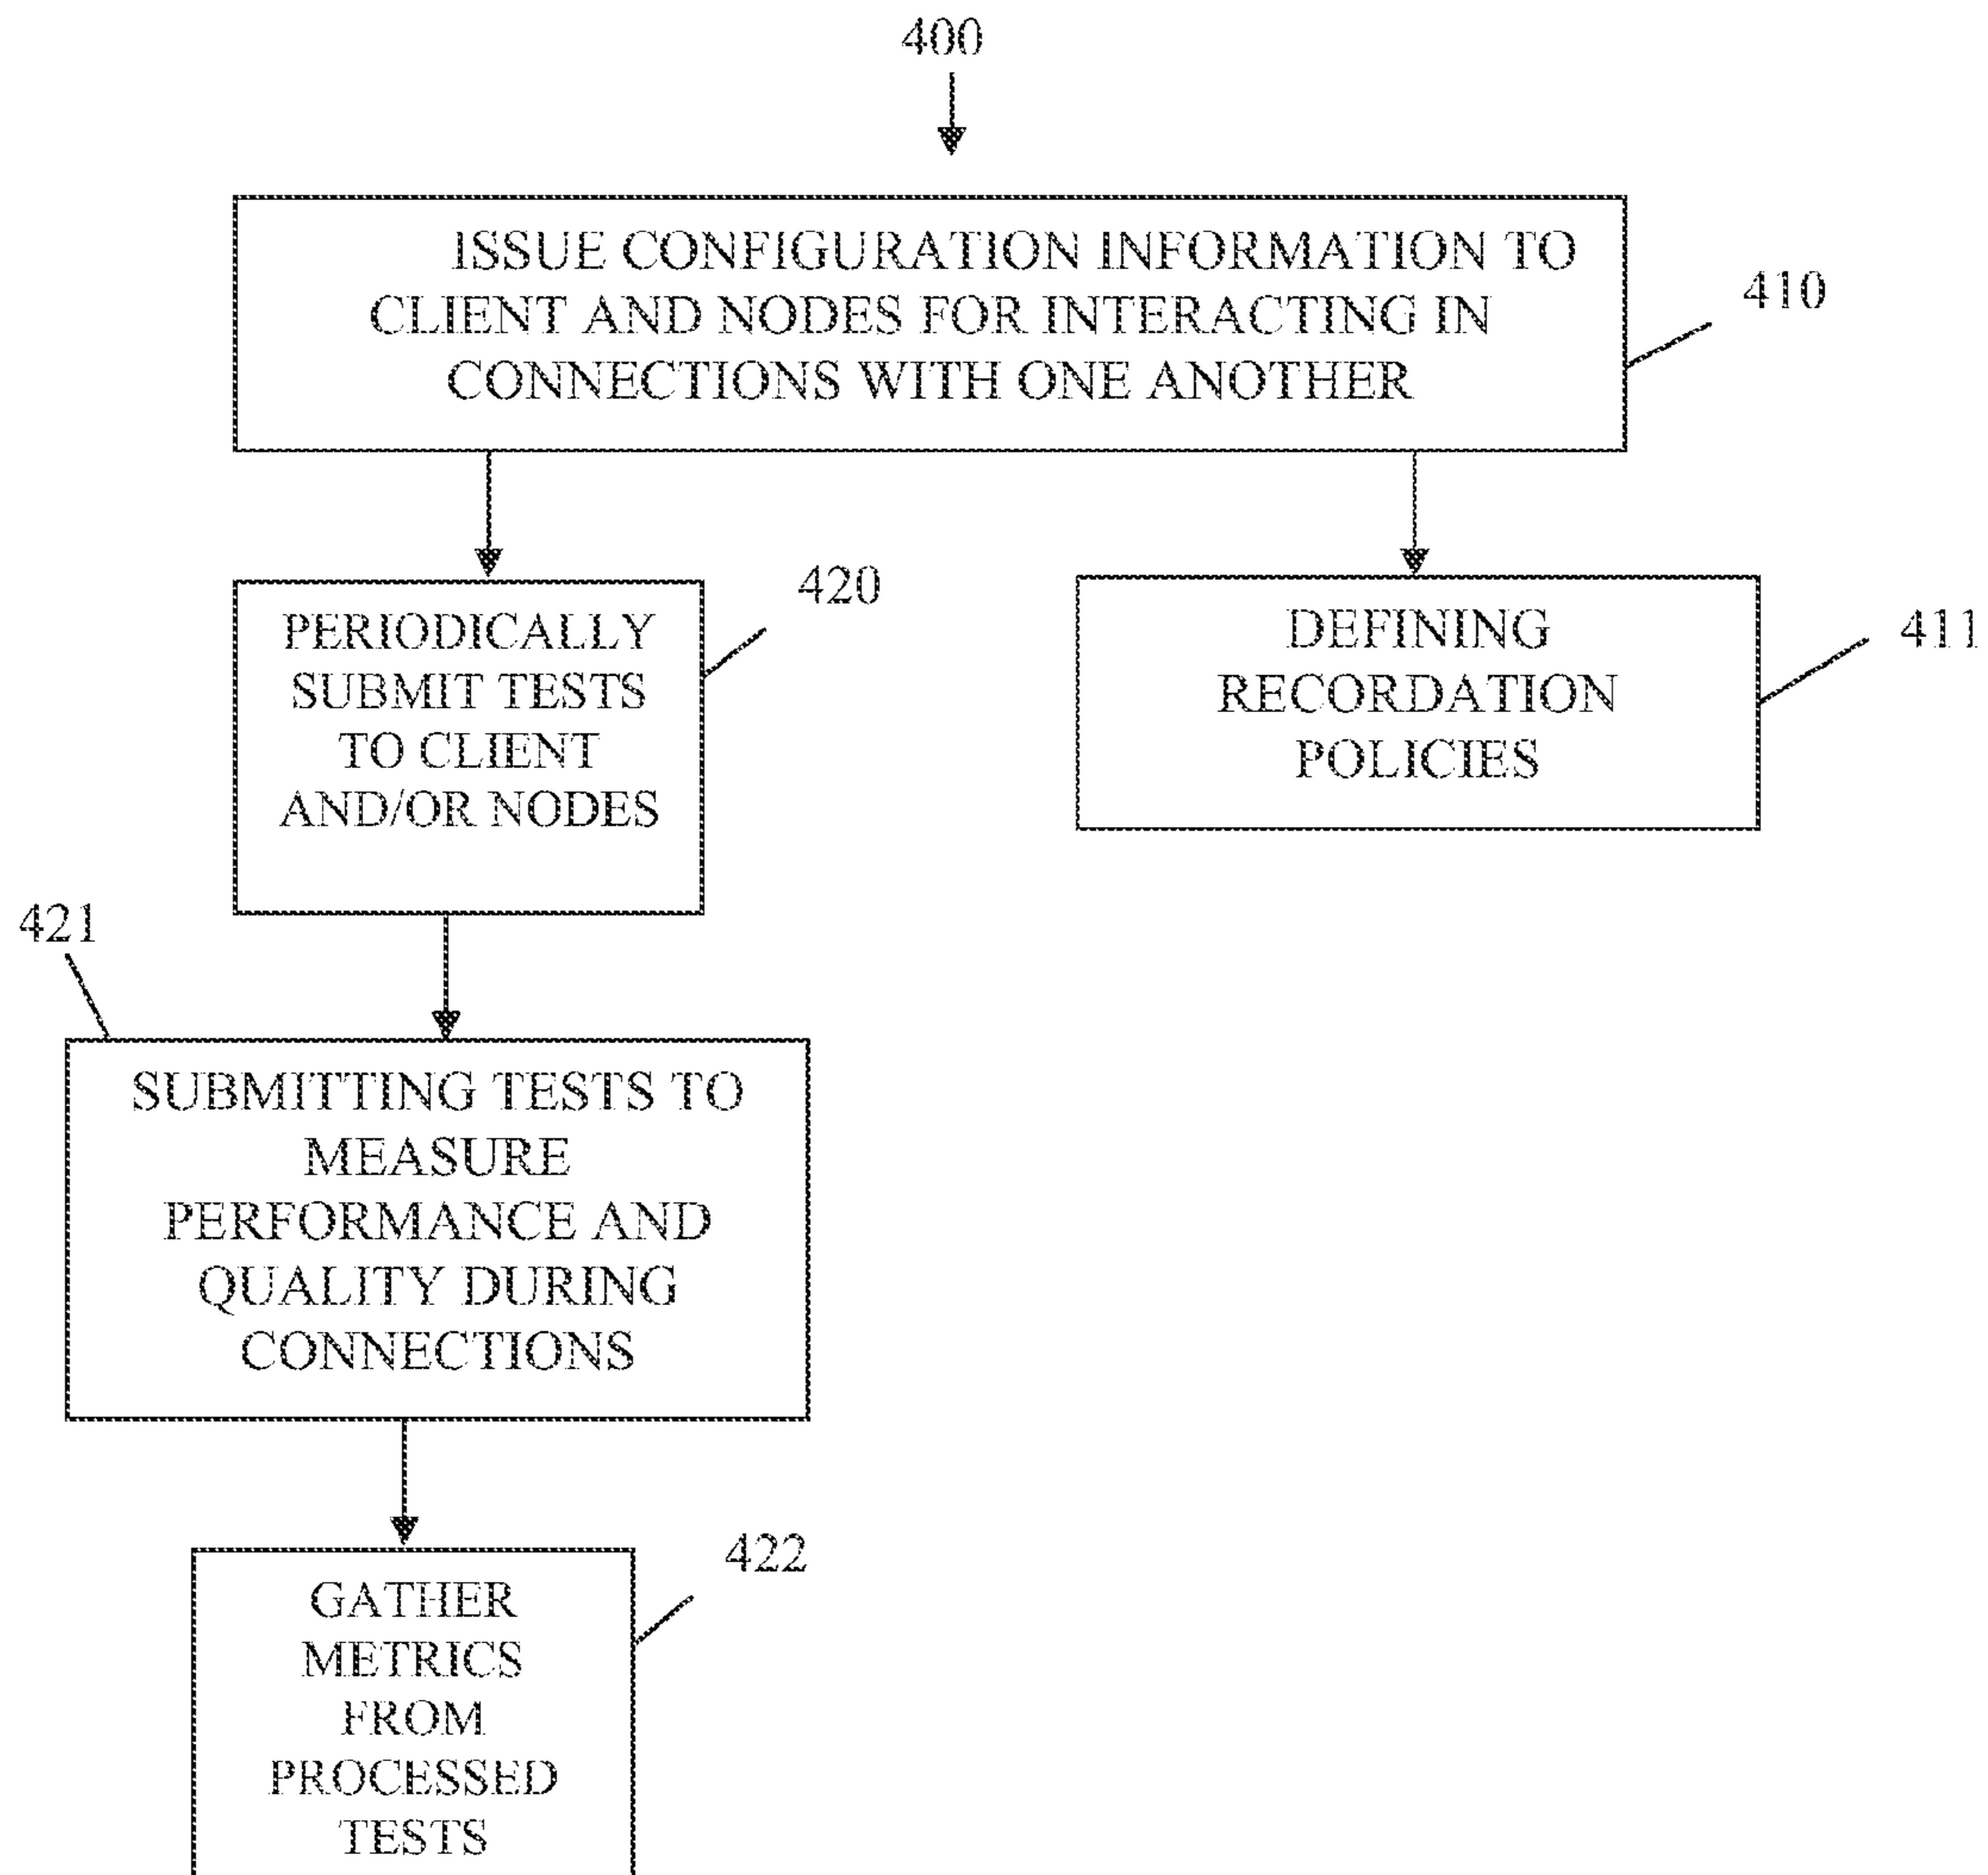 400
ISSUE CONFIGURATION INFORMATION TO
CLIENT AND NODES FOR INTERACTING IN
CONNECTIONS WITH ONE ANOTHER
410
PERIODICALLY
SUBMIT TESTS
TO CLIENT
AND/OR NODES
420
DEFINING
RECORDATION
POLICIES
411
421
SUBMITTING TESTS TO
MEASURE
PERFORMANCE AND
QUALITY DURING
CONNECTIONS
422
GATHER
METRICS
FROM
PROCESSED
TESTS